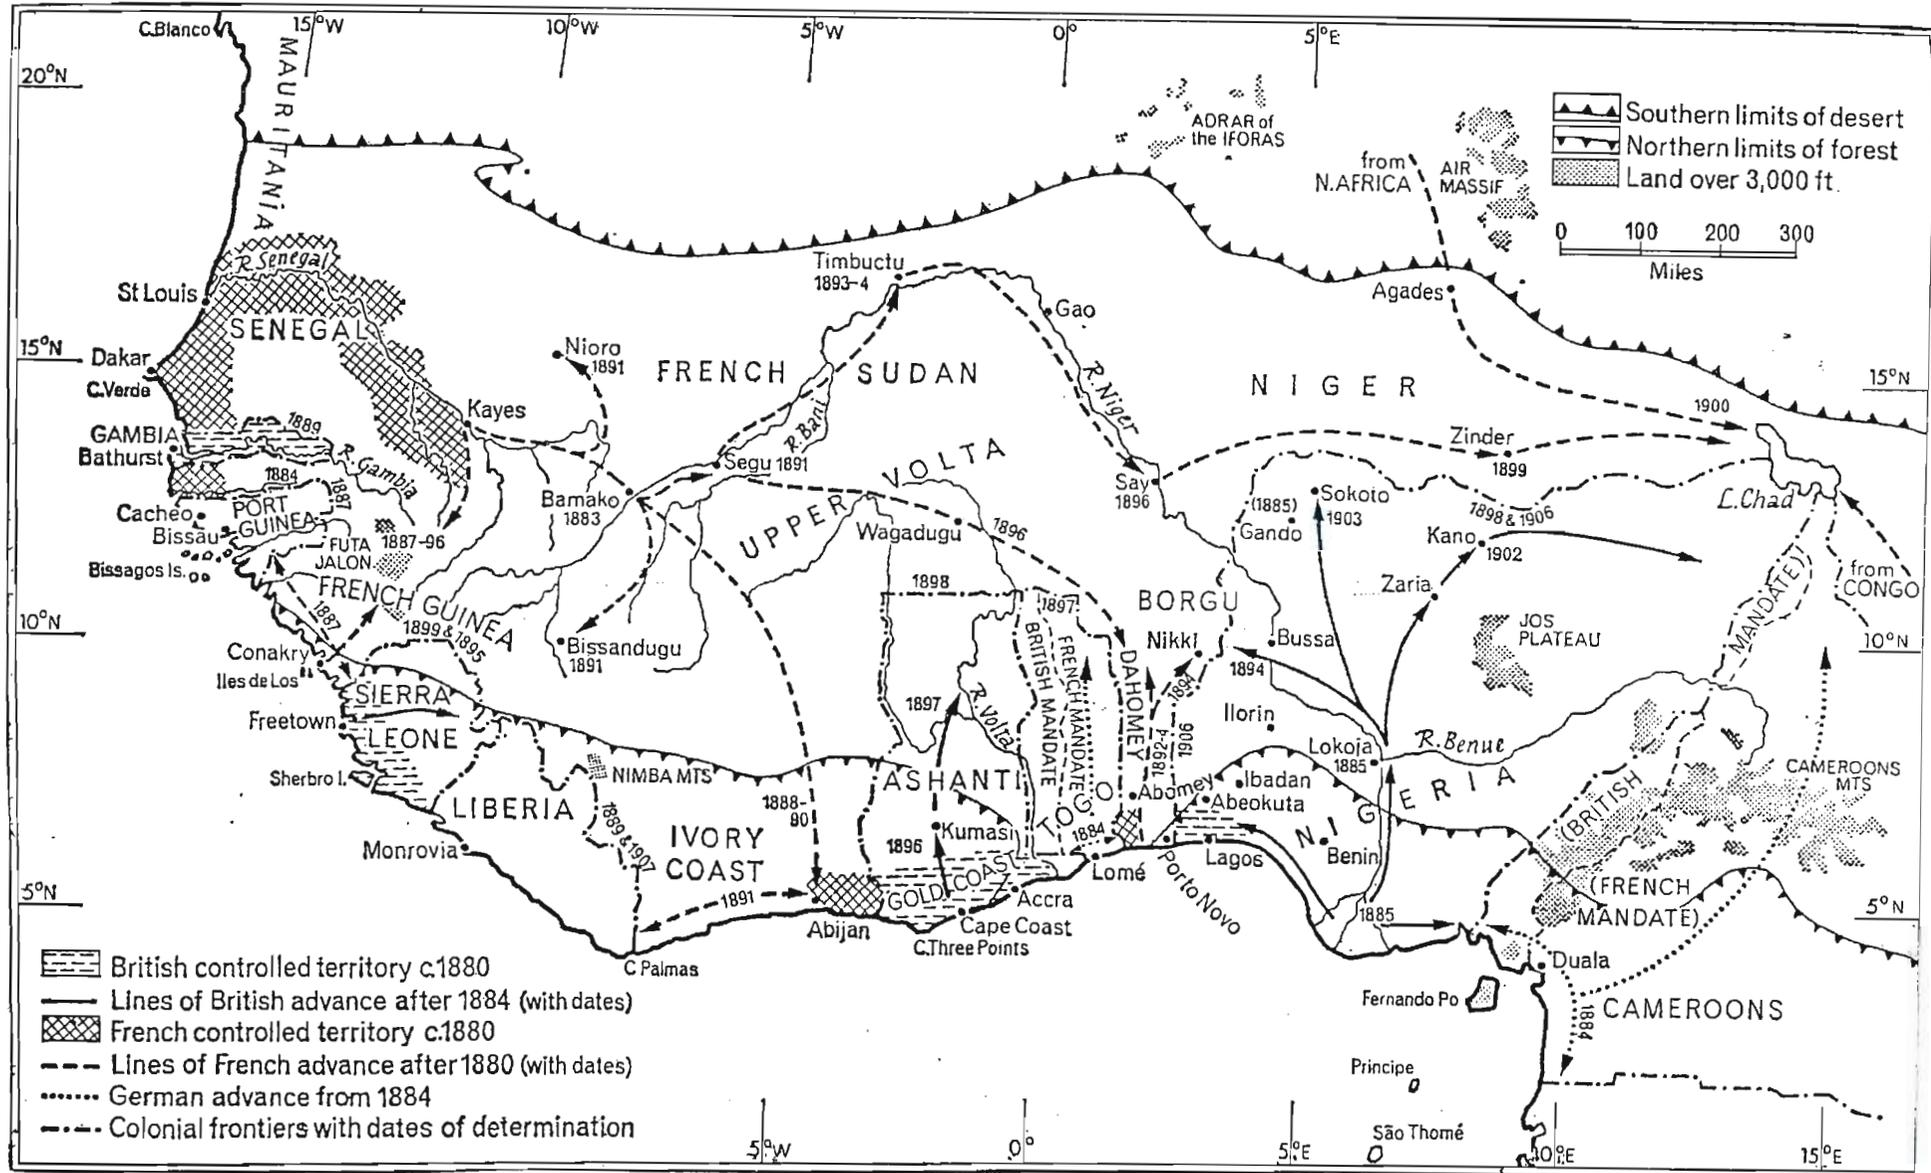 C.Blanco
15°W
10°W
5°W
0°
5°E
20°N
MAURITANIA
ADRAR of
the IFORAS
from
N.AFRICA
AIR
MASSIF
Southern limits of desert
Northern limits of forest
Land over 3,000 ft.
0 100 200 300
Miles
R. Senegal
St Louis
SENEGAL
Timbuctu
1893-4
Gao
Agades
15°N
Dakar
C.Verde
Nioro
1891
FRENCH SUDAN
R. Niger
NIGER
15°N
Kayes
R. Bani
1900
GAMBIA
Bathurst
1889
R. Gambia
Segu 1891
UPPER VOLTA
Say
1896
Zinder
1899
1884
1887
PORT
GUINEA
Cacheo
Bissau
Bissagos Is.
Bamako
1883
Wagadugu
1896
(1885)
Gando
Sokoto
1903
1898 & 1906
L.Chad
Kano
1902
FUTA
JALON
1887-96
FRENCH GUINEA
1898
1897
BORGU
Zaria
from
CONGO
1887
1899 & 1895
Bissandugu
1891
Nikki
Bussa
JOS
PLATEAU
MANDATE)
10°N
10°N
Conakry
Iles de Los
SIERRA
LEONE
Freetown
Sherbro I.
1897
R. Volta
BRITISH MANDATE
FRENCH MANDATE
DAHOMEY
1892-4
1894
1906
1894
Ilorin
Lokoja
1885
R. Benue
NIMBA MTS
ASHANTI
TOGO
Abomey
Ibadan
Abeokuta
NIGERIA
(BRITISH
CAMEROONS
MTS
LIBERIA
1889 & 1907
1888-
90
IVORY
COAST
Kumasi
1896
1884
Monrovia
Lomé
Porto Novo
Lagos
Benin
5°N
1891
GOLD COAST
Accra
Cape Coast
C.Three Points
Abijan
C Palmas
1885
(FRENCH
MANDATE)
5°N
Duala
Fernando Po
CAMEROONS
1884
Principe
São Thomé
British controlled territory c.1880
Lines of British advance after 1884 (with dates)
French controlled territory c.1880
Lines of French advance after 1880 (with dates)
German advance from 1884
Colonial frontiers with dates of determination
5°W
0°
5°E
10°E
15°E